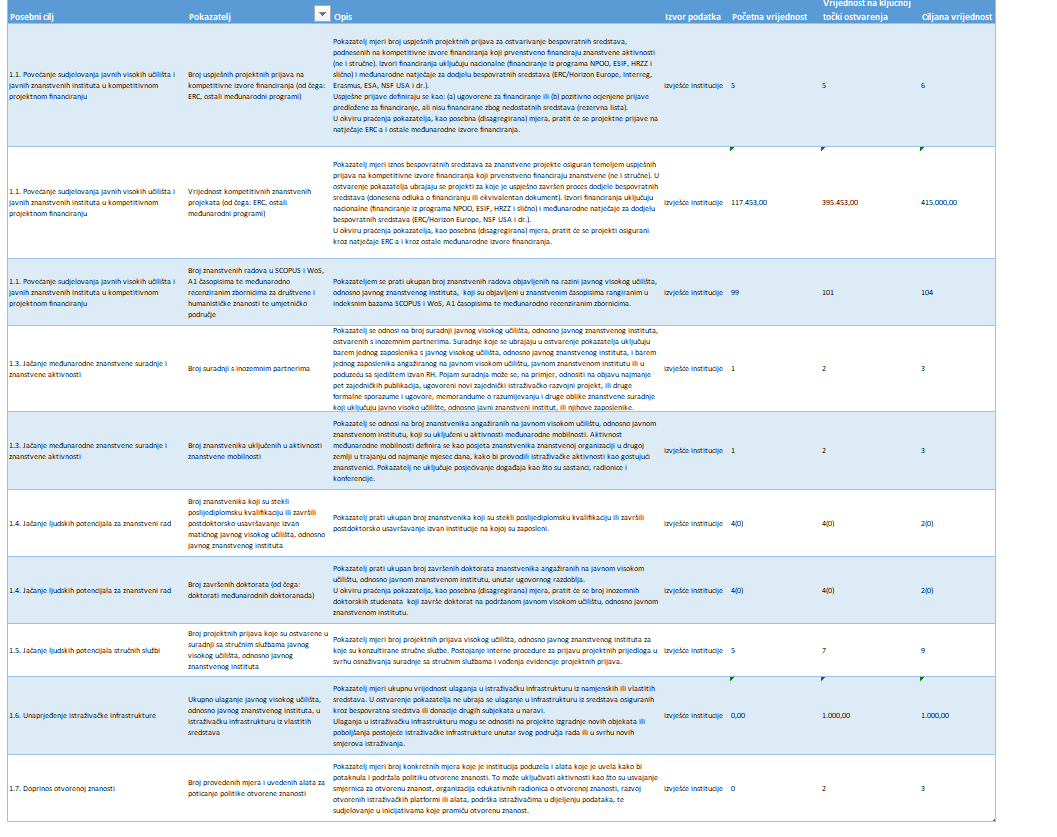 Posebni cilj
Pokazatelj
Opis
Izvor podatka
Početna vrijednost
Vrijednost na ključnoj
točki ostvarenja
Ciljana vrijednost
1.1. Povećanje sudjelovanja javnih visokih učilišta i
javnih znanstvenih instituta u kompetitivnom
projektnom financiranju
Broj uspješnih projektnih prijava na
kompetitivne izvore financiranja (od čega:
ERC, ostali međunarodni programi)
Pokazatelj mjeri broj uspješnih projektnih prijava za ostvarivanje bespovratnih sredstava,
podnesenih na kompetitivne izvore financiranja koji prvenstveno financiraju znanstvene aktivnosti
(ne i stručne). Izvori financiranja uključuju nacionalne (financiranje iz programa NPOO, ESIF, HRZZ i
slično) i međunarodne natječaje za dodjelu bespovratnih sredstava (ERC/Horizon Europe, Interreg,
Erasmus, ESA, NSF USA i dr.).
Uspješne prijave definiraju se kao: (a) ugovorene za financiranje ili (b) pozitivno ocjenjene prijave
predložene za financiranje, ali nisu financirane zbog nedostatnih sredstava (rezervna lista).
U okviru praćenja pokazatelja, kao posebna (disagregirana) mjera, pratit će se projektne prijave na
natječaje ERC-a i ostale međunarodne izvore financiranja.
izvješće institucije
5
5
6
1.1. Povećanje sudjelovanja javnih visokih učilišta i
javnih znanstvenih instituta u kompetitivnom
projektnom financiranju
Vrijednost kompetitivnih znanstvenih
projekata (od čega: ERC, ostali
međunarodni programi)
Pokazatelj mjeri iznos bespovratnih sredstava za znanstvene projekte osiguran temeljem uspješnih
prijava na kompetitivne izvore financiranja koji prvenstveno financiraju znanstvene (ne i stručne). U
ostvarenje pokazatelja ubrajaju se projekti za koje je uspješno završen proces dodjele bespovratnih
sredstava (donesena odluka o financiranju ili ekvivalentan dokument). Izvori financiranja uključuju
nacionalne (financiranje iz programa NPOO, ESIF, HRZZ i slično) i međunarodne natječaje za dodjelu
bespovratnih sredstava (ERC/Horizon Europe, NSF USA i dr.).
U okviru praćenja pokazatelja, kao posebna (disagregirana) mjera, pratit će se projekti osigurani
kroz natječaje ERC-a i kroz ostale međunarodne izvore financiranja.
izvješće institucije
117.453,00
395.453,00
415.000,00
1.1. Povećanje sudjelovanja javnih visokih učilišta i
javnih znanstvenih instituta u kompetitivnom
projektnom financiranju
Broj znanstvenih radova u SCOPUS i WoS,
A1 časopisima te međunarodno
recenziranim zbornicima za društvene i
humanističke znanosti te umjetničko
područje
Pokazateljem se prati ukupan broj znanstvenih radova objavljenih na razini javnog visokog učilišta,
odnosno javnog znanstvenog instituta, koji su objavljeni u znanstvenim časopisima rangiranim u
indeksnim bazama SCOPUS i WoS, A1 časopisima te međunarodno recenziranim zbornicima.
izvješće institucije
99
101
104
1.3. Jačanje međunarodne znanstvene suradnje i
znanstvene aktivnosti
Broj suradnji s inozemnim partnerima
Pokazatelj se odnosi na broj suradnji javnog visokog učilišta, odnosno javnog znanstvenog instituta,
ostvarenih s inozemnim partnerima. Suradnje koje se ubrajaju u ostvarenje pokazatelja uključuju
barem jednog zaposlenika s javnog visokog učilišta, odnosno javnog znanstvenog instituta, i barem
jednog zaposlenika angažiranog na javnom visokom učilištu, javnom znanstvenom institutu ili u
poduzeću sa sjedištem izvan RH. Pojam suradnja može se, na primjer, odnositi na objavu najmanje
pet zajedničkih publikacija, ugovoreni novi zajednički istraživačko-razvojni projekt, ili druge
formalne sporazume i ugovore, memorandume o razumijevanju i druge oblike znanstvene suradnje
koji uključuju javno visoko učilište, odnosno javni znanstveni institut, ili njihove zaposlenike.
izvješće institucije
1
2
3
1.3. Jačanje međunarodne znanstvene suradnje i
znanstvene aktivnosti
Broj znanstvenika uključenih u aktivnosti
znanstvene mobilnosti
Pokazatelj se odnosi na broj znanstvenika angažiranih na javnom visokom učilištu, odnosno javnom
znanstvenom institutu, koji su uključeni u aktivnosti međunarodne mobilnosti. Aktivnost
međunarodne mobilnosti definira se kao posjeta znanstvenika znanstvenoj organizaciji u drugoj
zemlji u trajanju od najmanje mjesec dana, kako bi provodili istraživačke aktivnosti kao gostujući
znanstvenici. Pokazatelj ne uključuje posjećivanje događaja kao što su sastanci, radionice i
konferencije.
izvješće institucije
1
2
3
1.4. Jačanje ljudskih potencijala za znanstveni rad
Broj znanstvenika koji su stekli
poslijediplomsku kvalifikaciju ili završili
postdoktorsko usavršavanje izvan
matičnog javnog visokog učilišta, odnosno
javnog znanstvenog instituta
Pokazatelj prati ukupan broj znanstvenika koji su stekli poslijediplomsku kvalifikaciju ili završili
postdoktorsko usavršavanje izvan institucije na kojoj su zaposleni.
izvješće institucije
4(0)
4(0)
2(0)
1.4. Jačanje ljudskih potencijala za znanstveni rad
Broj završenih doktorata (od čega:
doktorati međunarodnih doktoranada)
Pokazatelj prati ukupan broj završenih doktorata znanstvenika angažiranih na javnom visokom
učilištu, odnosno javnom znanstvenom institutu, unutar ugovornog razdoblja.
U okviru praćenja pokazatelja, kao posebna (disagregirana) mjera, pratit će se broj inozemnih
doktorskih studenata koji završe doktorat na podržanom javnom visokom učilištu, odnosno javnom
znanstvenom institutu.
izvješće institucije
4(0)
4(0)
2(0)
1.5. Jačanje ljudskih potencijala stručnih službi
Broj projektnih prijava koje su ostvarene u
suradnji sa stručnim službama javnog
visokog učilišta, odnosno javnog
znanstvenog instituta
Pokazatelj mjeri broj projektnih prijava visokog učilišta, odnosno javnog znanstvenog instituta za
koje su konzultirane stručne službe. Postojanje interne procedure za prijavu projektnih prijedloga u
svrhu osnaživanja suradnje sa stručnim službama i vođenja evidencije projektnih prijava.
izvješće institucije
5
7
9
1.6. Unaprjeđenje istraživačke infrastrukture
Ukupno ulaganje javnog visokog učilišta,
odnosno javnog znanstvenog instituta, u
istraživačku infrastrukturu iz vlastitih
sredstava
Pokazatelj mjeri ukupnu vrijednost ulaganja u istraživačku infrastrukturu iz namjenskih ili vlastitih
sredstava. U ostvarenje pokazatelja ne ubraja se ulaganje u infrastrukturu iz sredstava osiguranih
kroz bespovratna sredstva ili donacije drugih subjekata u naravi.
Ulaganja u istraživačku infrastrukturu mogu se odnositi na projekte izgradnje novih objekata ili
poboljšanja postojeće istraživačke infrastrukture unutar svog područja rada ili u svrhu novih
smjerova istraživanja.
izvješće institucije
0,00
1.000,00
1.000,00
1.7. Doprinos otvorenoj znanosti
Broj provedenih mjera i uvedenih alata za
poticanje politike otvorene znanosti
Pokazatelj mjeri broj konkretnih mjera koje je institucija poduzela i alata koje je uvela kako bi
potaknula i podržala politiku otvorene znanosti. To može uključivati aktivnosti kao što su usvajanje
smjernica za otvorenu znanost, organizacija edukativnih radionica o otvorenoj znanosti, razvoj
otvorenih istraživačkih platformi ili alata, podrška istraživačima u dijeljenju podataka, te
sudjelovanje u inicijativama koje promiču otvorenu znanost.
izvješće institucije
0
2
3